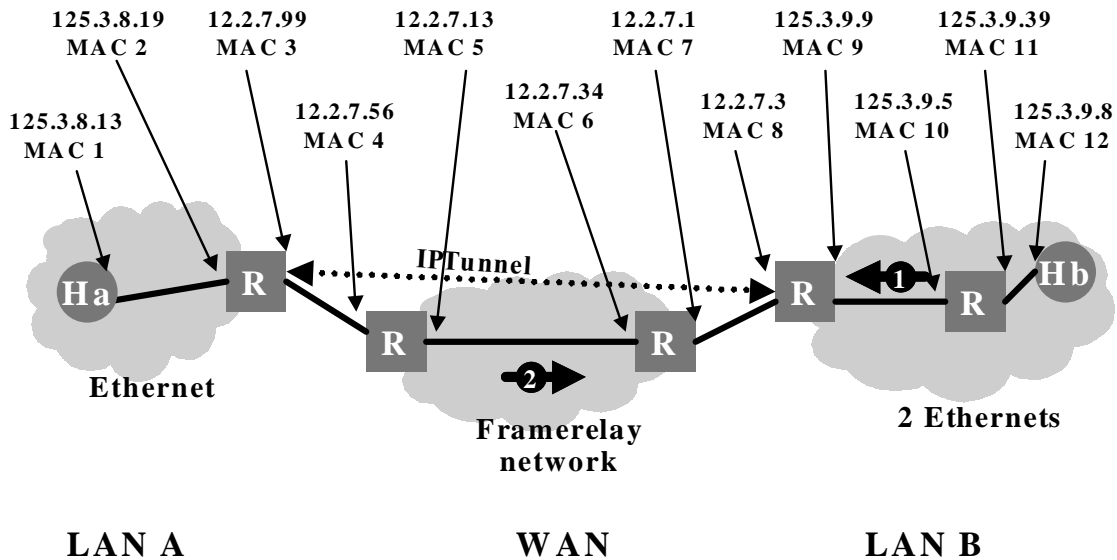 125.3.8.19
MAC 2
12.2.7.99
MAC 3
12.2.7.13
MAC 5
12.2.7.1
MAC 7
125.3.9.9
MAC 9
125.3.9.39
MAC 11
125.3.8.13
MAC 1
12.2.7.56
MAC 4
12.2.7.34
MAC 6
12.2.7.3
MAC 8
125.3.9.5
MAC 10
125.3.9.8
MAC 12
IPTunnel
Ha
R
R
R
R
1
R
Hb
2
Ethernet
Framerelay
network
2 Ethernets
LAN A
WAN
LAN B